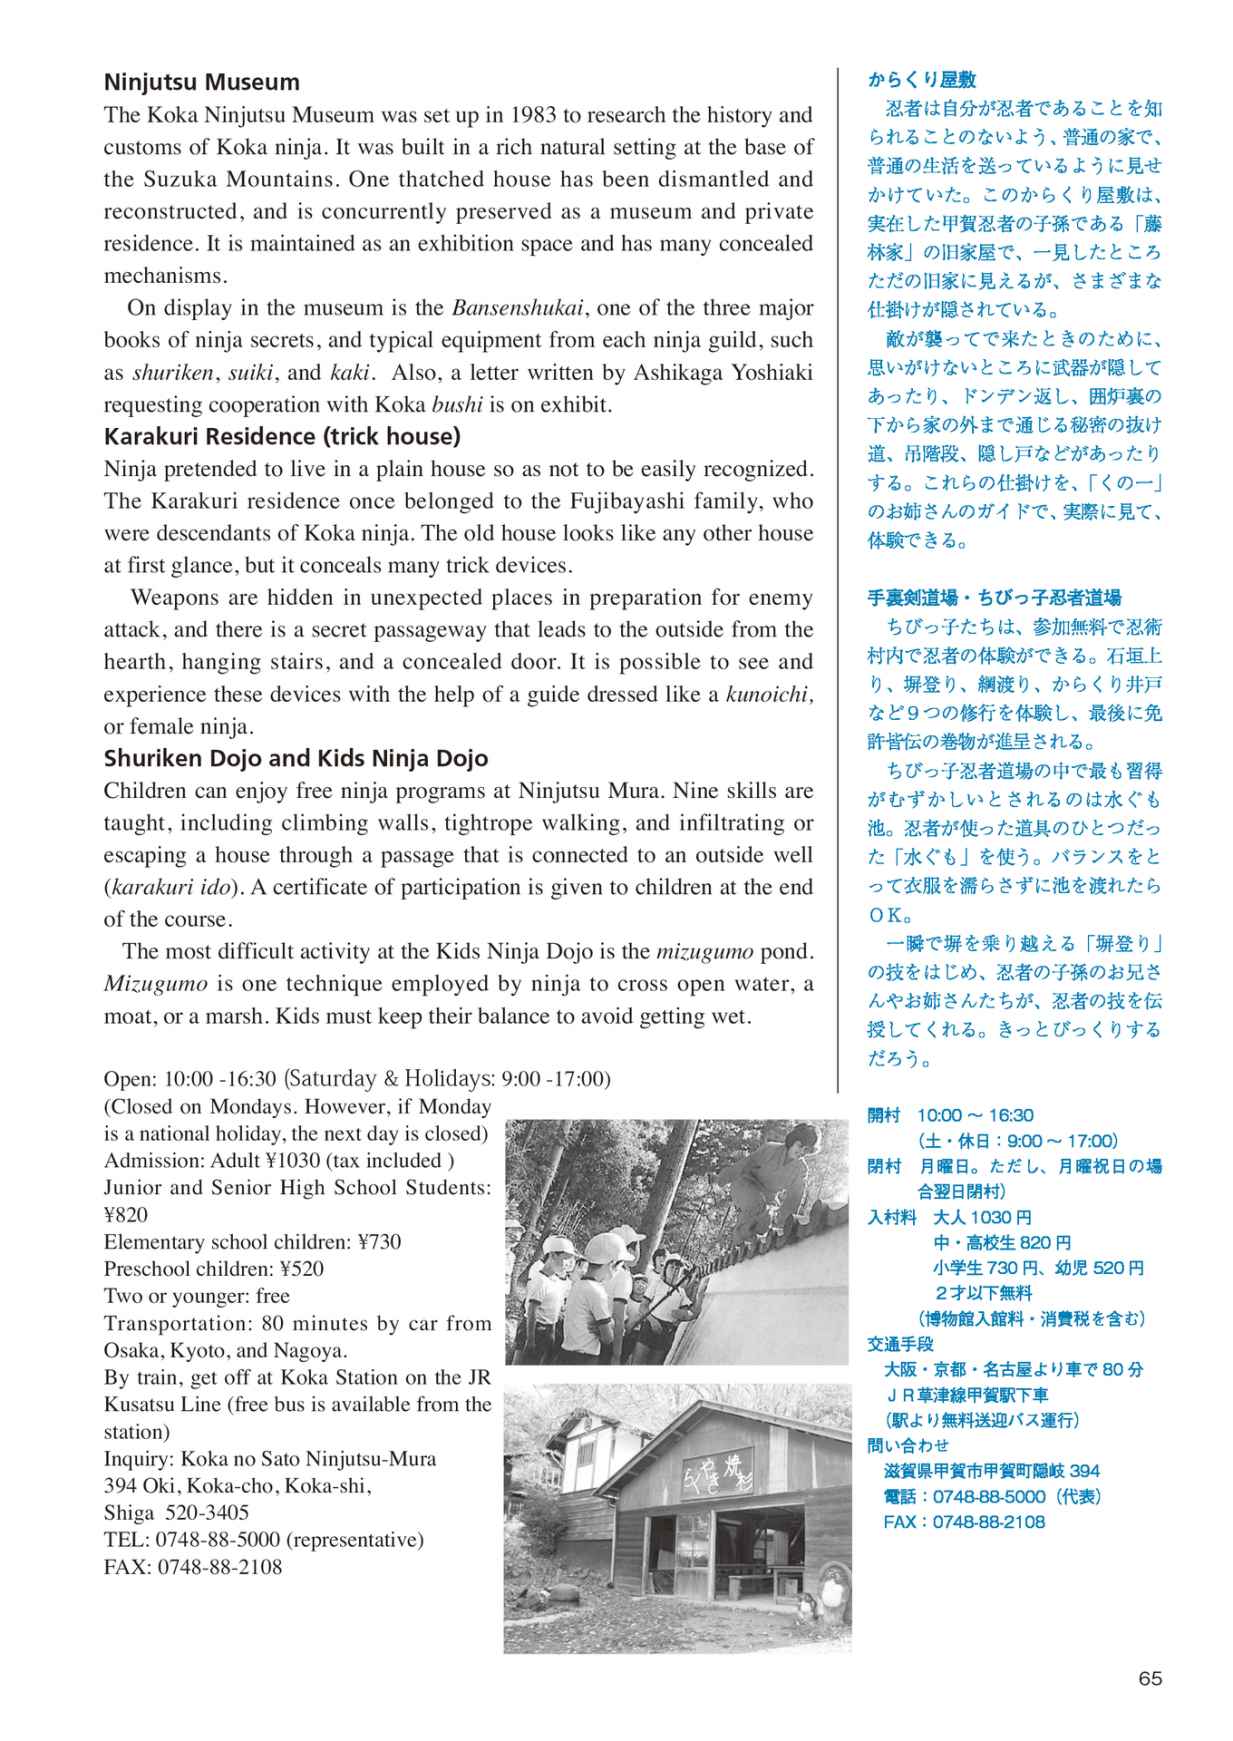 Ninjutsu Museum
The Koka Ninjutsu Museum was set up in 1983 to research the history and
customs of Koka ninja. It was built in a rich natural setting at the base of
the Suzuka Mountains. One thatched house has been dismantled and
reconstructed, and is concurrently preserved as a museum and private
residence. It is maintained as an exhibition space and has many concealed
mechanisms.
On display in the museum is the Bansenshukai, one of the three major
books of ninja secrets, and typical equipment from each ninja guild, such
as shuriken, suiki, and kaki. Also, a letter written by Ashikaga Yoshiaki
requesting cooperation with Koka bushi is on exhibit.
Karakuri Residence (trick house)
Ninja pretended to live in a plain house so as not to be easily recognized.
The Karakuri residence once belonged to the Fujibayashi family, who
were descendants of Koka ninja. The old house looks like any other house
at first glance, but it conceals many trick devices.
Weapons are hidden in unexpected places in preparation for enemy
attack, and there is a secret passageway that leads to the outside from the
hearth, hanging stairs, and a concealed door. It is possible to see and
experience these devices with the help of a guide dressed like a kunoichi,
or female ninja.
Shuriken Dojo and Kids Ninja Dojo
Children can enjoy free ninja programs at Ninjutsu Mura. Nine skills are
taught, including climbing walls, tightrope walking, and infiltrating or
escaping a house through a passage that is connected to an outside well
(karakuri ido). A certificate of participation is given to children at the end
of the course.
The most difficult activity at the Kids Ninja Dojo is the mizugumo pond.
Mizugumo is one technique employed by ninja to cross open water, a
moat, or a marsh. Kids must keep their balance to avoid getting wet.
Open: 10:00 -16:30 (Saturday & Holidays: 9:00 -17:00)
(Closed on Mondays. However, if Monday
is a national holiday, the next day is closed)
Admission: Adult ¥1030 (tax included )
Junior and Senior High School Students:
¥820
Elementary school children: ¥730
Preschool children: ¥520
Two or younger: free
Transportation: 80 minutes by car from
Osaka, Kyoto, and Nagoya.
By train, get off at Koka Station on the JR
Kusatsu Line (free bus is available from the
station)
Inquiry: Koka no Sato Ninjutsu-Mura
394 Oki, Koka-cho, Koka-shi,
Shiga 520-3405
TEL: 0748-88-5000 (representative)
FAX: 0748-88-2108
からくり屋敷
忍者は自分が忍者であることを知
られることのないよう、普通の家で、
普通の生活を送っているように見せ
かけていた。このからくり屋敷は、
実在した甲賀忍者の子孫である「藤
林家」の旧家屋で、一見したところ
ただの旧家に見えるが、さまざまな
仕掛けが隠されている。
敵が襲ってで来たときのために、
思いがけないところに武器が隠して
あったり、ドンデン返し、囲炉裏の
下から家の外まで通じる秘密の抜け
道、吊階段、隠し戸などがあったり
する。これらの仕掛けを、「くの一」
のお姉さんのガイドで、実際に見て、
体験できる。
手裏剣道場・ちびっ子忍者道場
ちびっ子たちは、参加無料で忍術
村内で忍者の体験ができる。石垣上
り、塀登り、綱渡り、からくり井戸
など９つの修行を体験し、最後に免
許皆伝の巻物が進呈される。
ちびっ子忍者道場の中で最も習得
がむずかしいとされるのは水ぐも
池。忍者が使った道具のひとつだっ
た「水ぐも」を使う。バランスをと
って衣服を濡らさずに池を渡れたら
ＯＫ。
一瞬で塀を乗り越える「塀登り」
の技をはじめ、忍者の子孫のお兄さ
んやお姉さんたちが、忍者の技を伝
授してくれる。きっとびっくりする
だろう。
開村 10:00 ～ 16:30
（土・休日：9:00 ～ 17:00）
閉村 月曜日。ただし、月曜祝日の場
合翌日閉村）
入村料 大人 1030 円
中・高校生 820 円
小学生 730 円、幼児 520 円
２才以下無料
（博物館入館料・消費税を含む）
交通手段
大阪・京都・名古屋より車で 80 分
ＪＲ草津線甲賀駅下車
（駅より無料送迎バス運行）
問い合わせ
滋賀県甲賀市甲賀町隠岐 394
電話：0748-88-5000（代表）
FAX：0748-88-2108
65